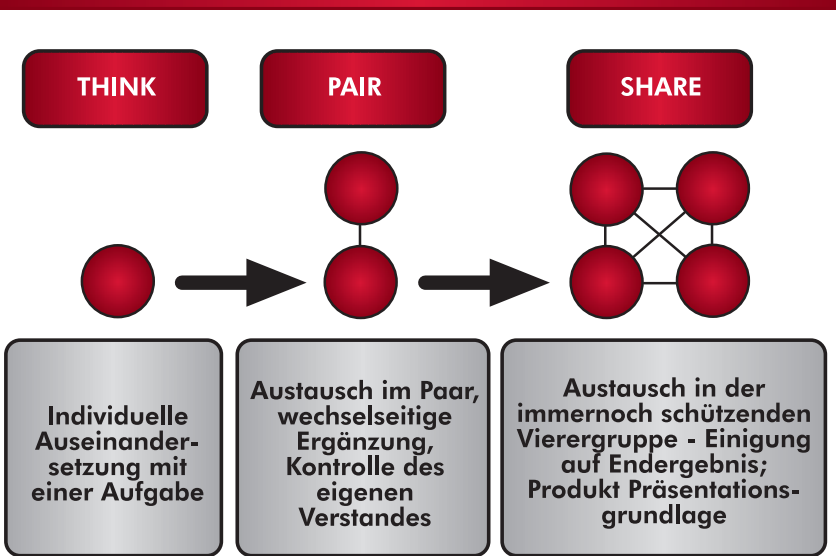 THINK
PAIR
SHARE
Individuelle
Auseinander-
setzung mit
einer Aufgabe
Austausch im Paar,
wechselseitige
Ergänzung,
Kontrolle des
eigenen
Verstandes
Austausch in der
immernoch schützenden
Vierergruppe - Einigung
auf Endergebnis;
Produkt Präsentations-
grundlage